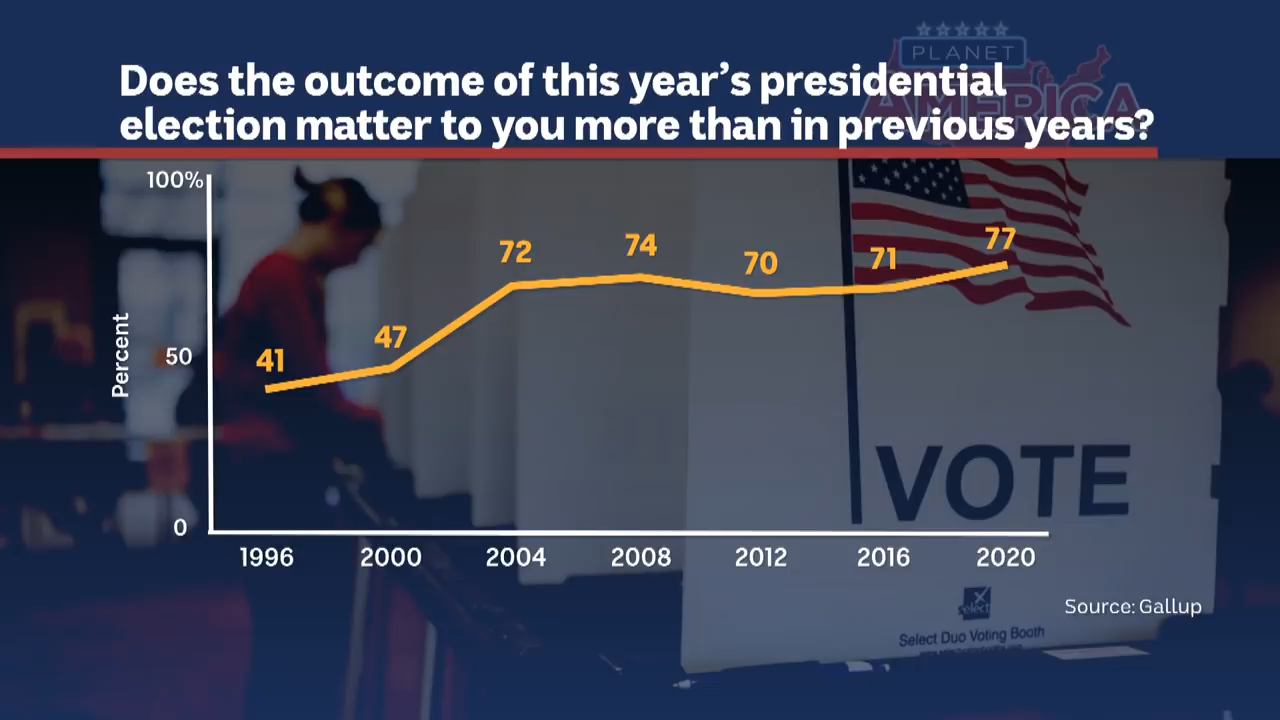 PLANET
AMERICA
Does the outcome of this year's presidential
election matter to you more than in previous years?
100%
50
0
Percent
41
47
72
74
70
71
77
1996
2000
2004
2008
2012
2016
2020
Source: Gallup
VOTE
select
Select Duo Voting Booth